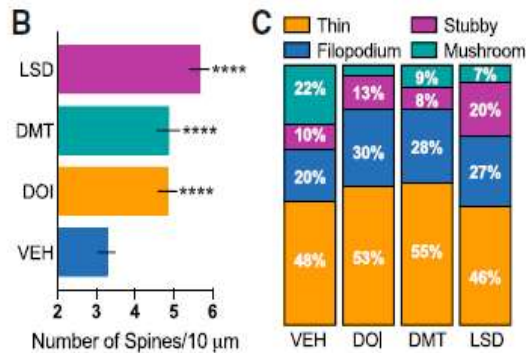 B
LSD ****
DMT ****
DOI ****
VEH
2 3 4 5 6
Number of Spines/10 μm
C
Thin Stubby
Filopodium Mushroom
22% 9% 7%
13% 8% 20%
10%
20% 30% 28% 27%
48% 53% 55% 46%
VEH DOI DMT LSD